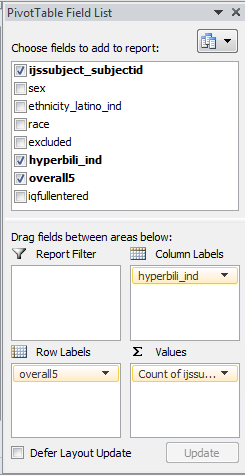 PivotTable Field List
Choose fields to add to report:
ijssubject_subjectid
sex
ethnicity_latino_ind
race
excluded
hyperbili_ind
overall5
iqfullentered
Drag fields between areas below:
Report Filter
Column Labels
hyperbili_ind
Row Labels
Σ Values
overall5
Count of ijssu...
Defer Layout Update
Update